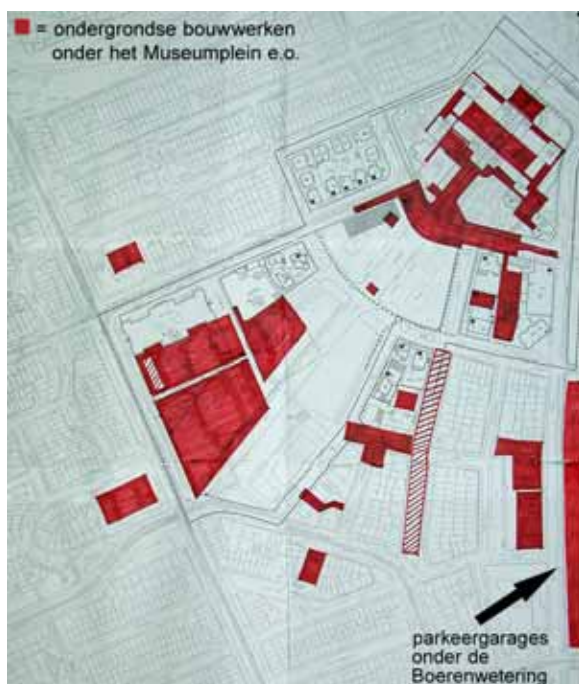 = ondergrondse bouwwerken
onder het Museumplein e.o.
parkeergarages
onder de
Boerenwetering